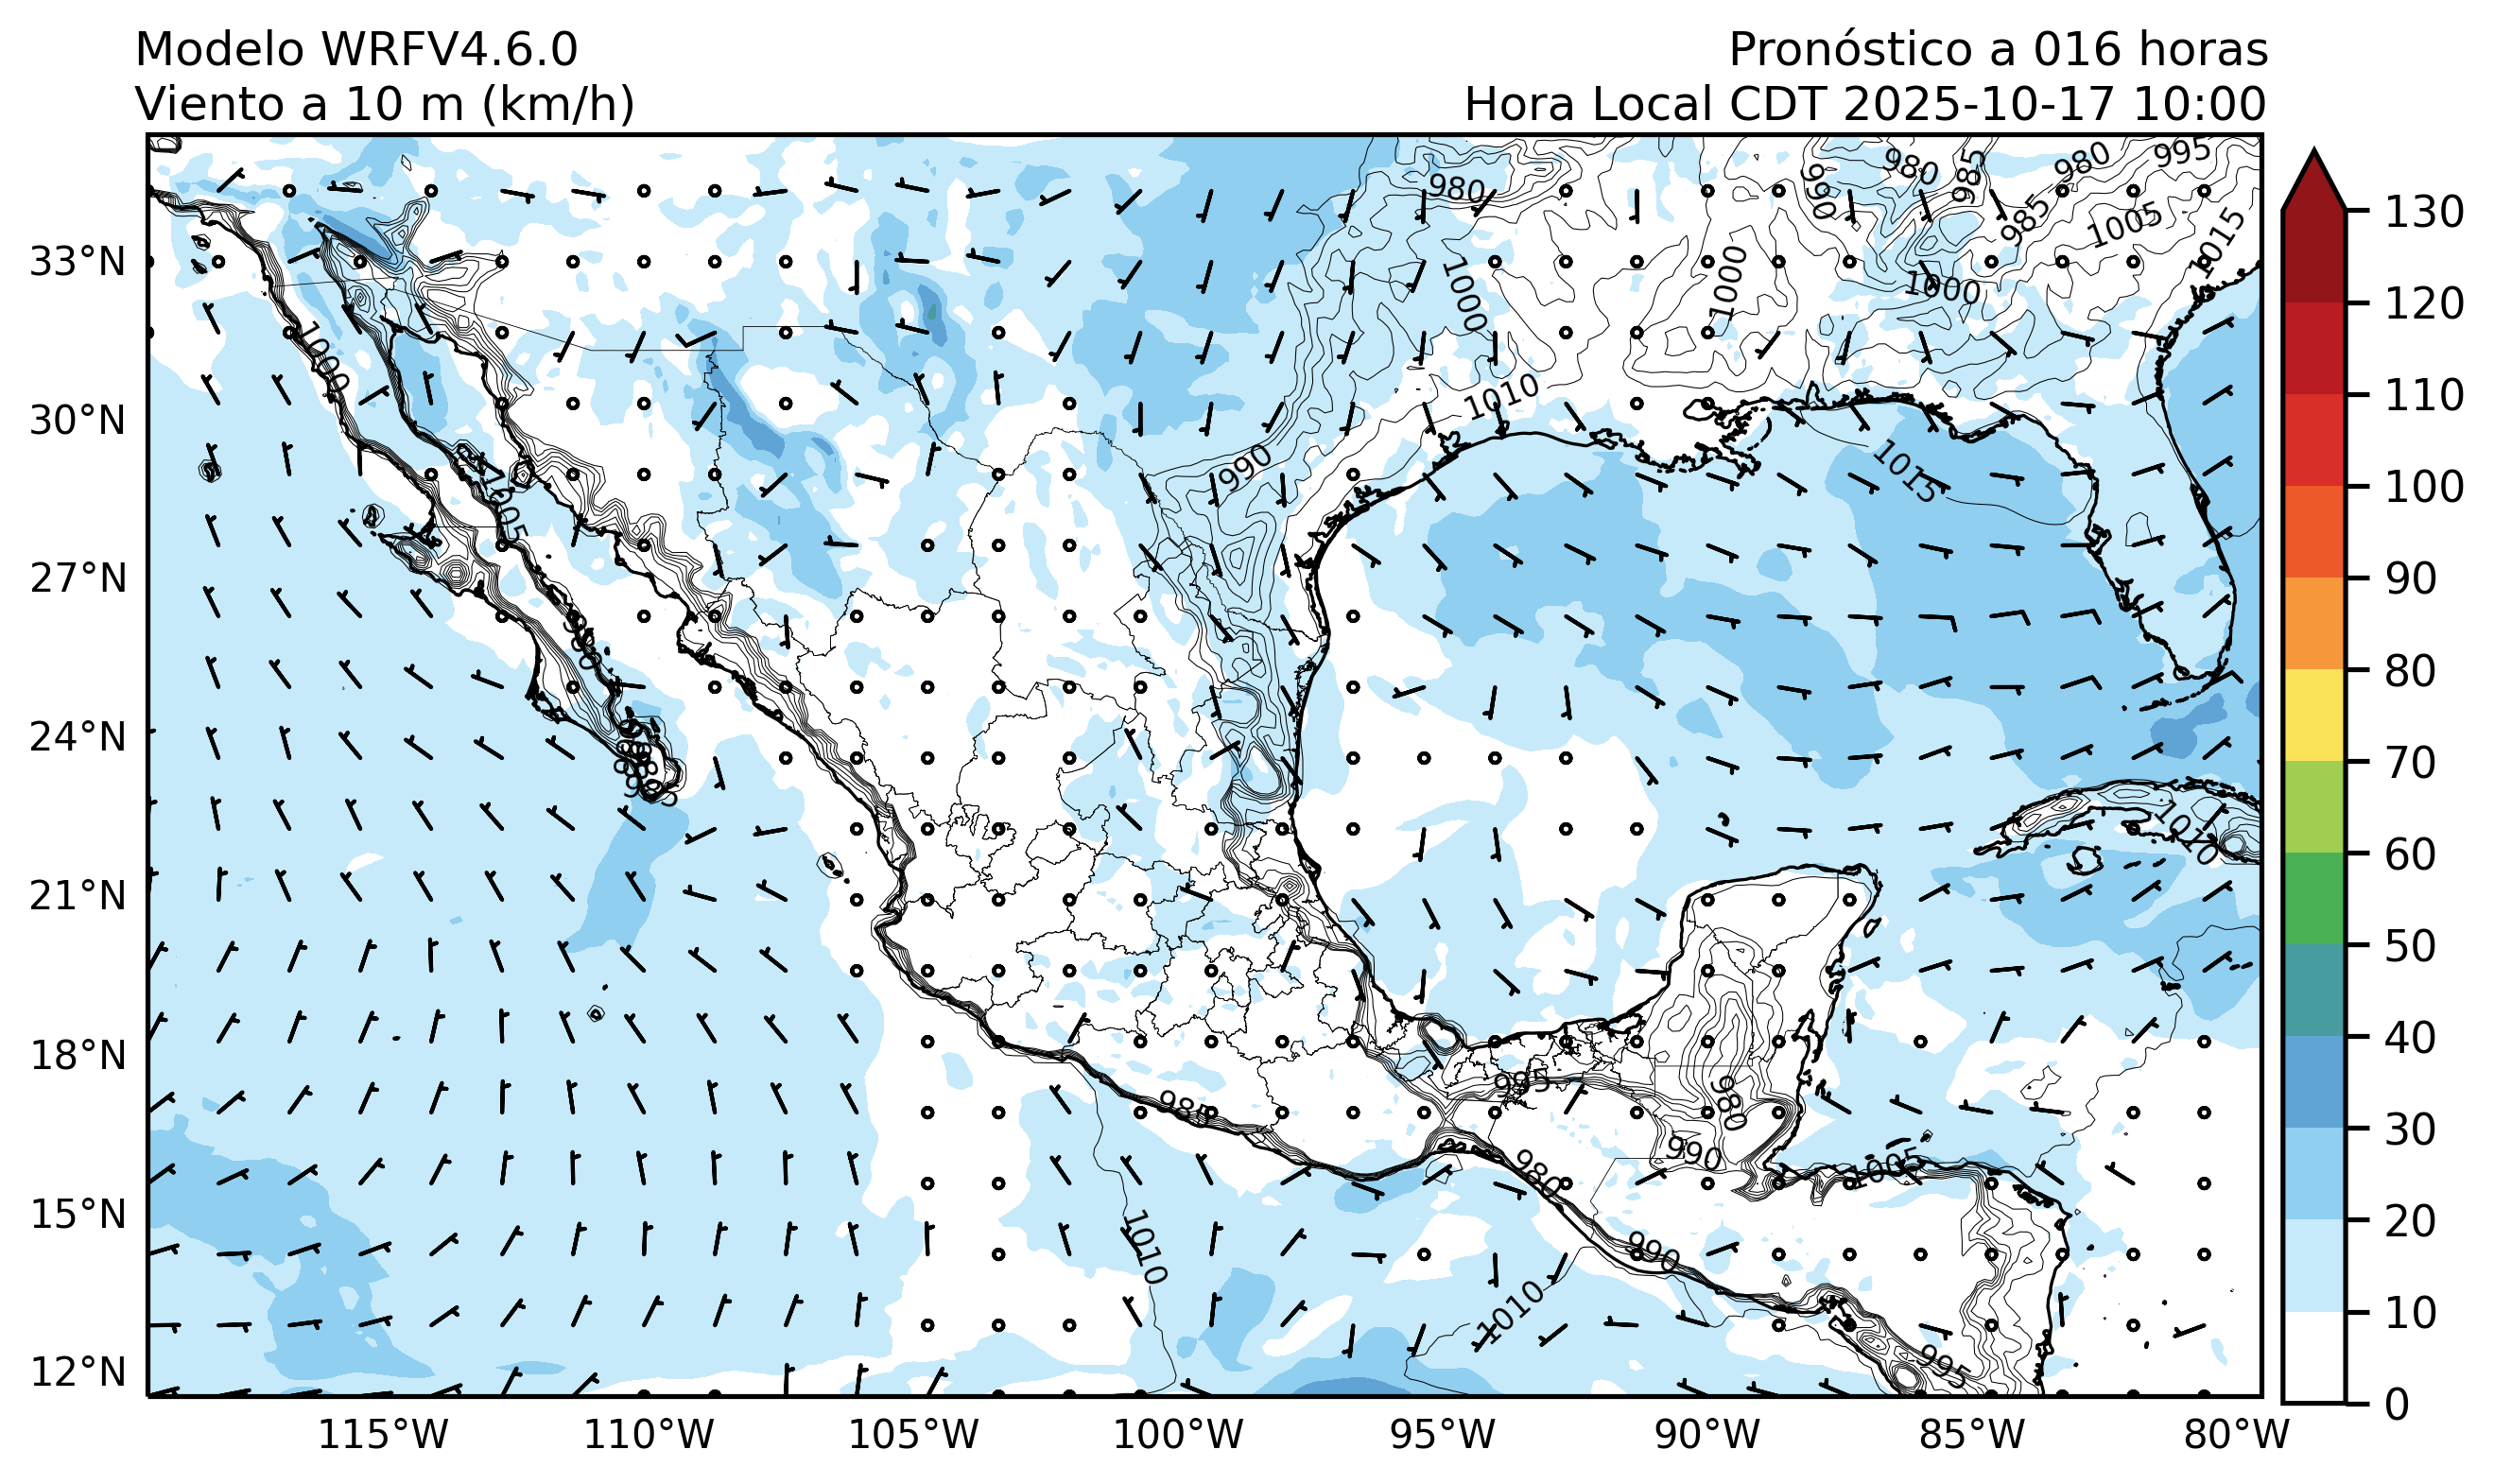 Modelo WRFV4.6.0
Viento a 10 m (km/h)
Pronóstico a 016 horas
Hora Local CDT 2025-10-17 10:00
33°N
30°N
27°N
24°N
21°N
18°N
15°N
12°N
115°W
110°W
105°W
100°W
95°W
90°W
85°W
80°W
130
120
110
100
90
80
70
60
50
40
30
20
10
0
980
990
980
985
980
995
985
1005
1015
1000
1000
1000
1000
1010
1015
990
1005
1010
985
995
980
990
980
1005
990
1010
1010
995